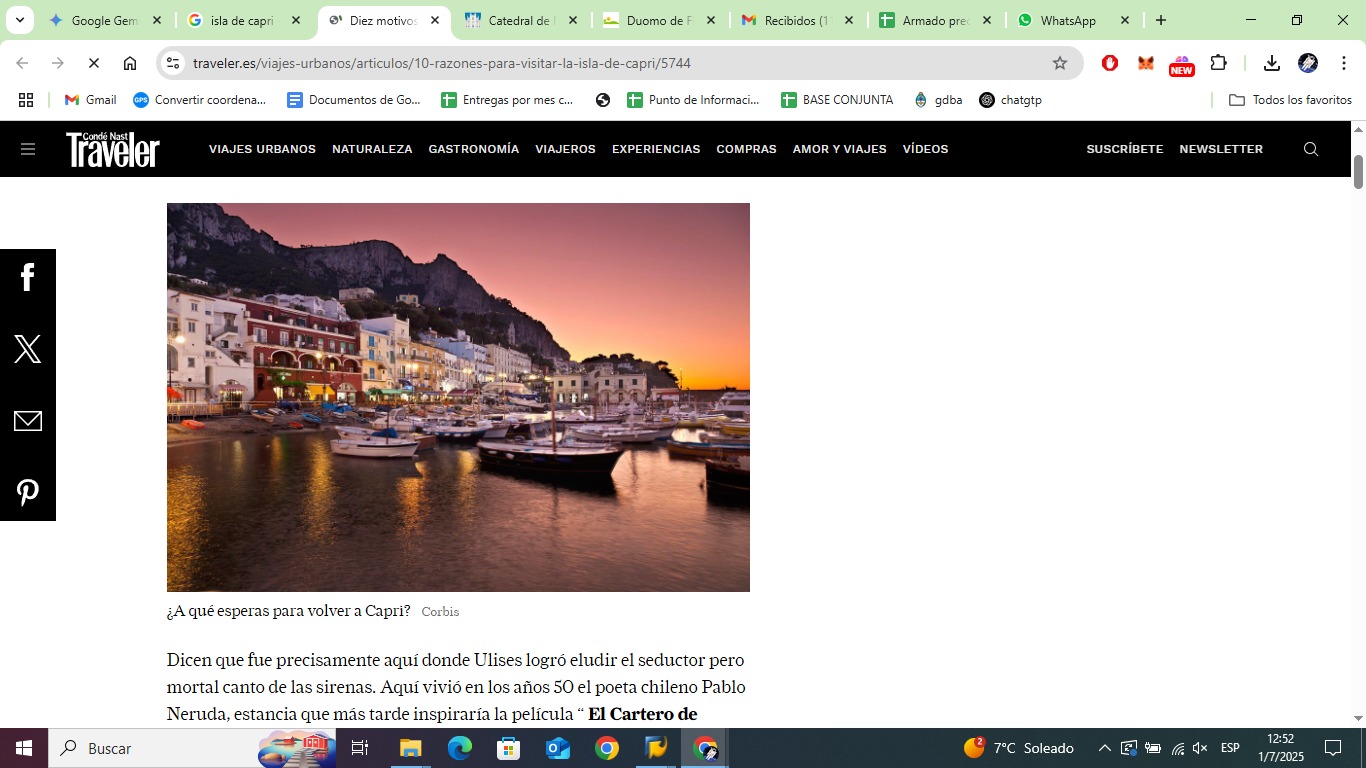 Google Gem
isla de capri
Diez motivos
Catedral de
Duomo de F
Recibidos (1
Armado pre
WhatsApp
traveler.es/viajes-urbanos/articulos/10-razones-para-visitar-la-isla-de-capri/5744
NEW
Gmail
GPS
Convertir coordena...
Documentos de Go...
Entregas por mes c...
Punto de Informaci...
BASE CONJUNTA
gdba
chatgtp
Todos los favoritos
Condé Nast
Traveler
VIAJES URBANOS NATURALEZA GASTRONOMÍA VIAJEROS EXPERIENCIAS COMPRAS AMOR Y VIAJES VÍDEOS SUSCRÍBETE NEWSLETTER
¿A qué esperas para volver a Capri? Corbis
Dicen que fue precisamente aquí donde Ulises logró eludir el seductor pero
mortal canto de las sirenas. Aquí vivió en los años 50 el poeta chileno Pablo
Neruda, estancia que más tarde inspiraría la película “ El Cartero de
Buscar
2
7°C Soleado
ESP
12:52
1/7/2025